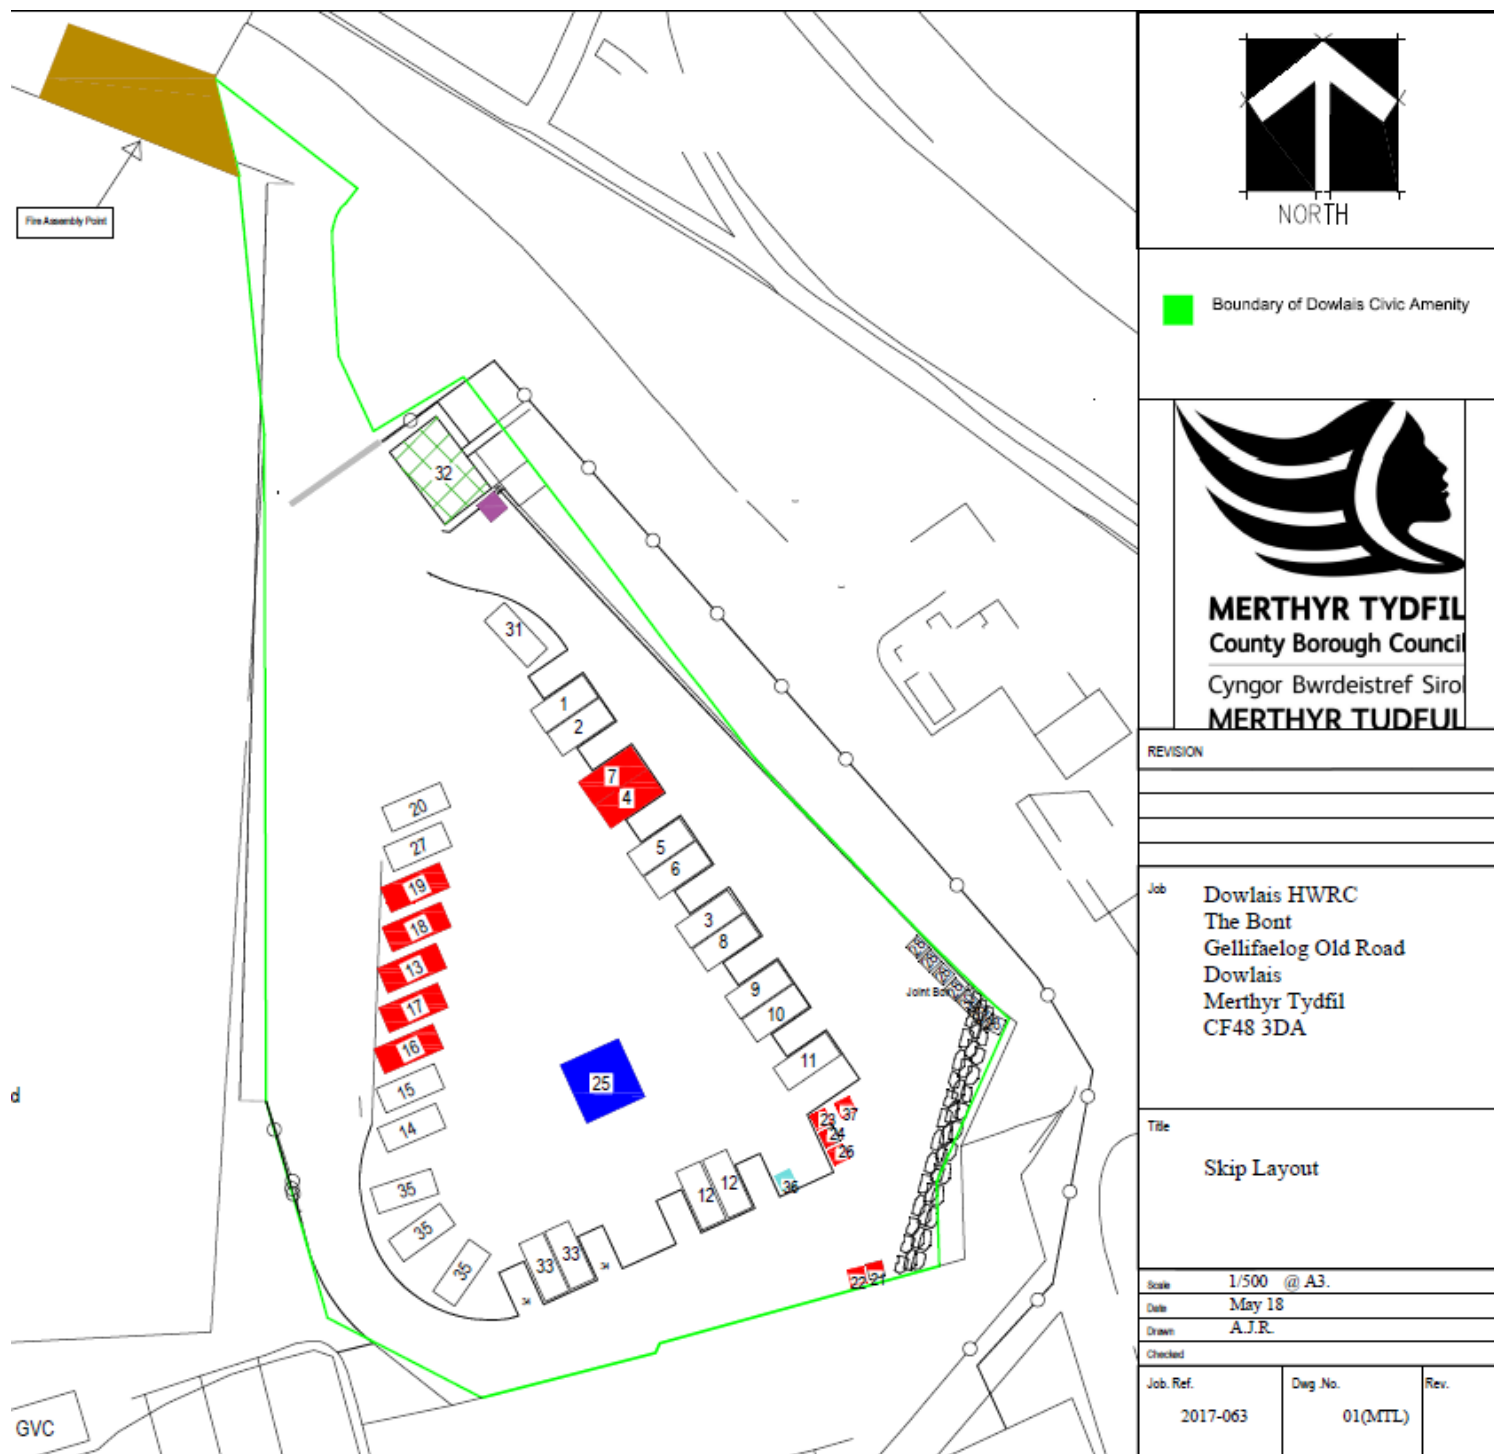 Fire Assembly Point
32
31
1
2
7
4
5
6
3
8
9
10
11
20
27
19
18
13
17
16
15
14
35
35
35
25
23
37
24
26
36
12
12
33
33
34
34
22
21
Joint Box
d
GVC
NORTH
Boundary of Dowlais Civic Amenity
MERTHYR TYDFIL
County Borough Council
Cyngor Bwrdeistref Sirol
MERTHYR TUDFUL
REVISION
Job
Dowlais HWRC
The Bont
Gellifaelog Old Road
Dowlais
Merthyr Tydfil
CF48 3DA
Title
Skip Layout
Scale 1/500 @ A3.
Date May 18
Drawn A.J.R.
Checked
Job. Ref. Dwg .No. Rev.
2017-063 01(MTL)